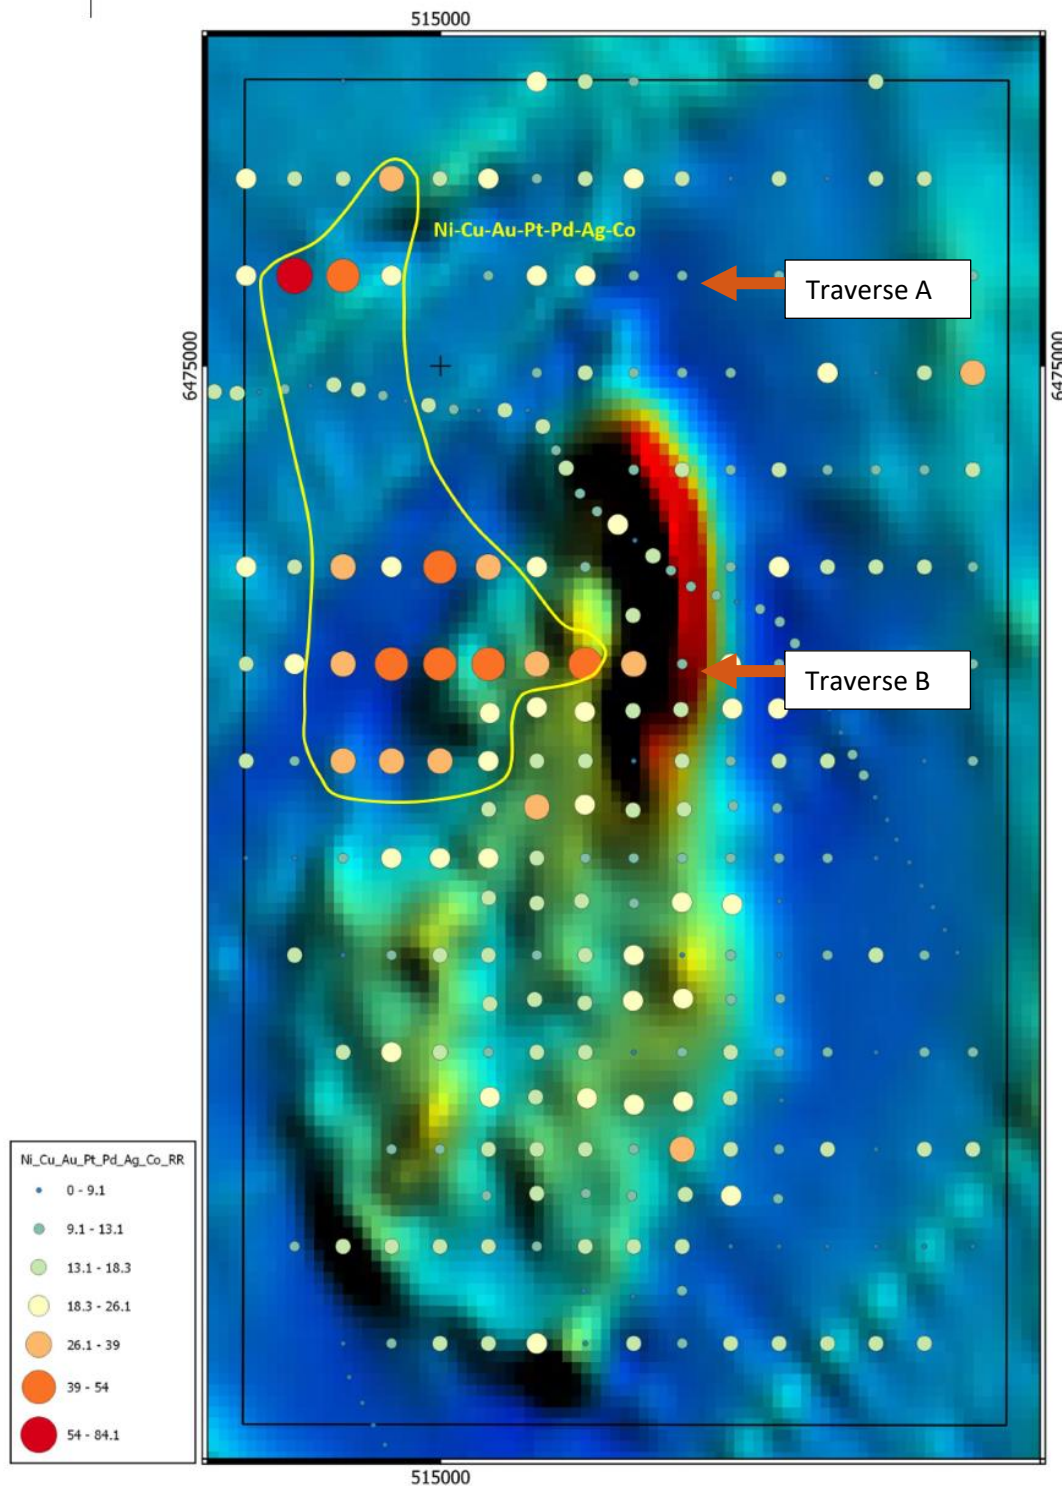 515000
Ni-Cu-Au-Pt-Pd-Ag-Co
Traverse A
6475000
6475000
Traverse B
Ni_Cu_Au_Pt_Pd_Ag_Co_RR
0 - 9.1
9.1 - 13.1
13.1 - 18.3
18.3 - 26.1
26.1 - 39
39 - 54
54 - 84.1
515000